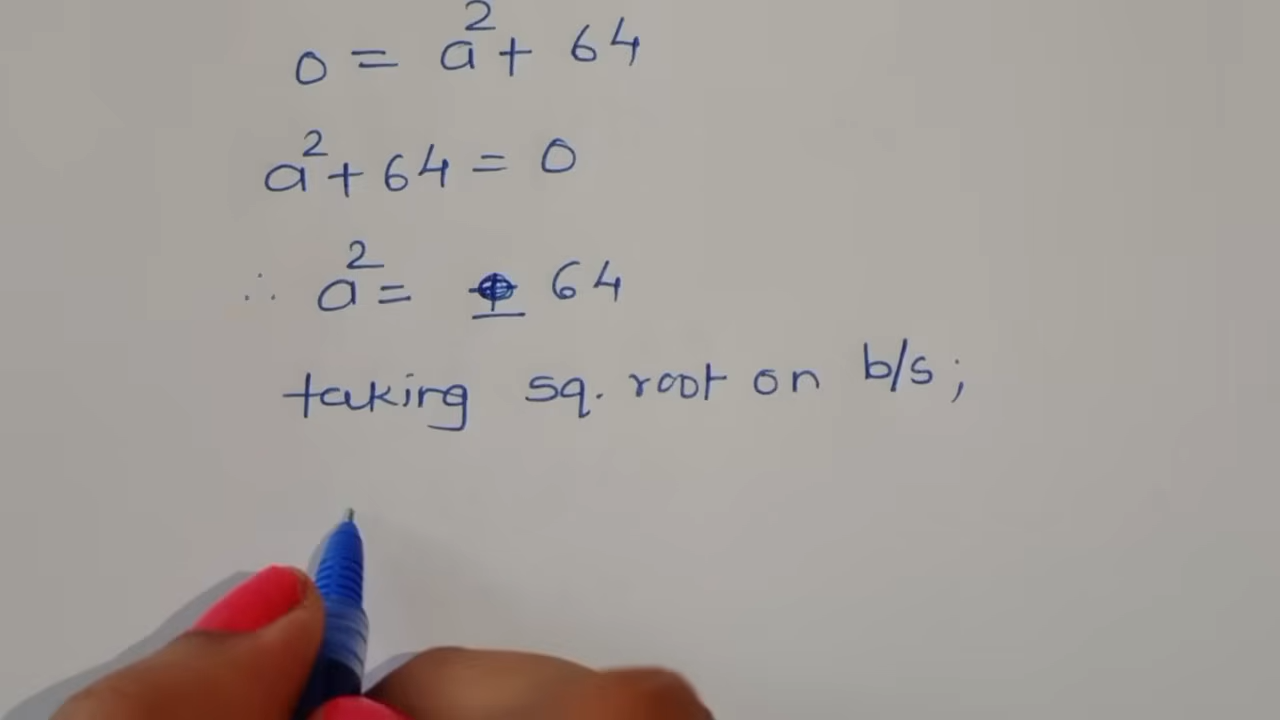 0 = a² + 64
a² + 64 = 0
∴ a² = - 64
taking sq. root on b/s;